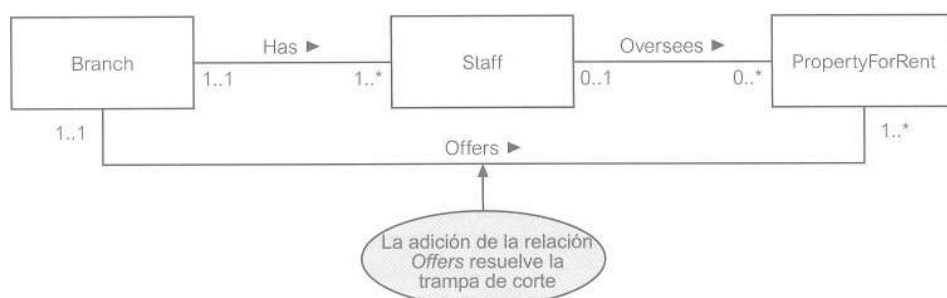 Has ►
Oversees ►
Branch
Staff
PropertyForRent
1..1
1..*
0..1
0..*
1..1
1..*
Offers ►
La adición de la relación
Offers resuelve la
trampa de corte